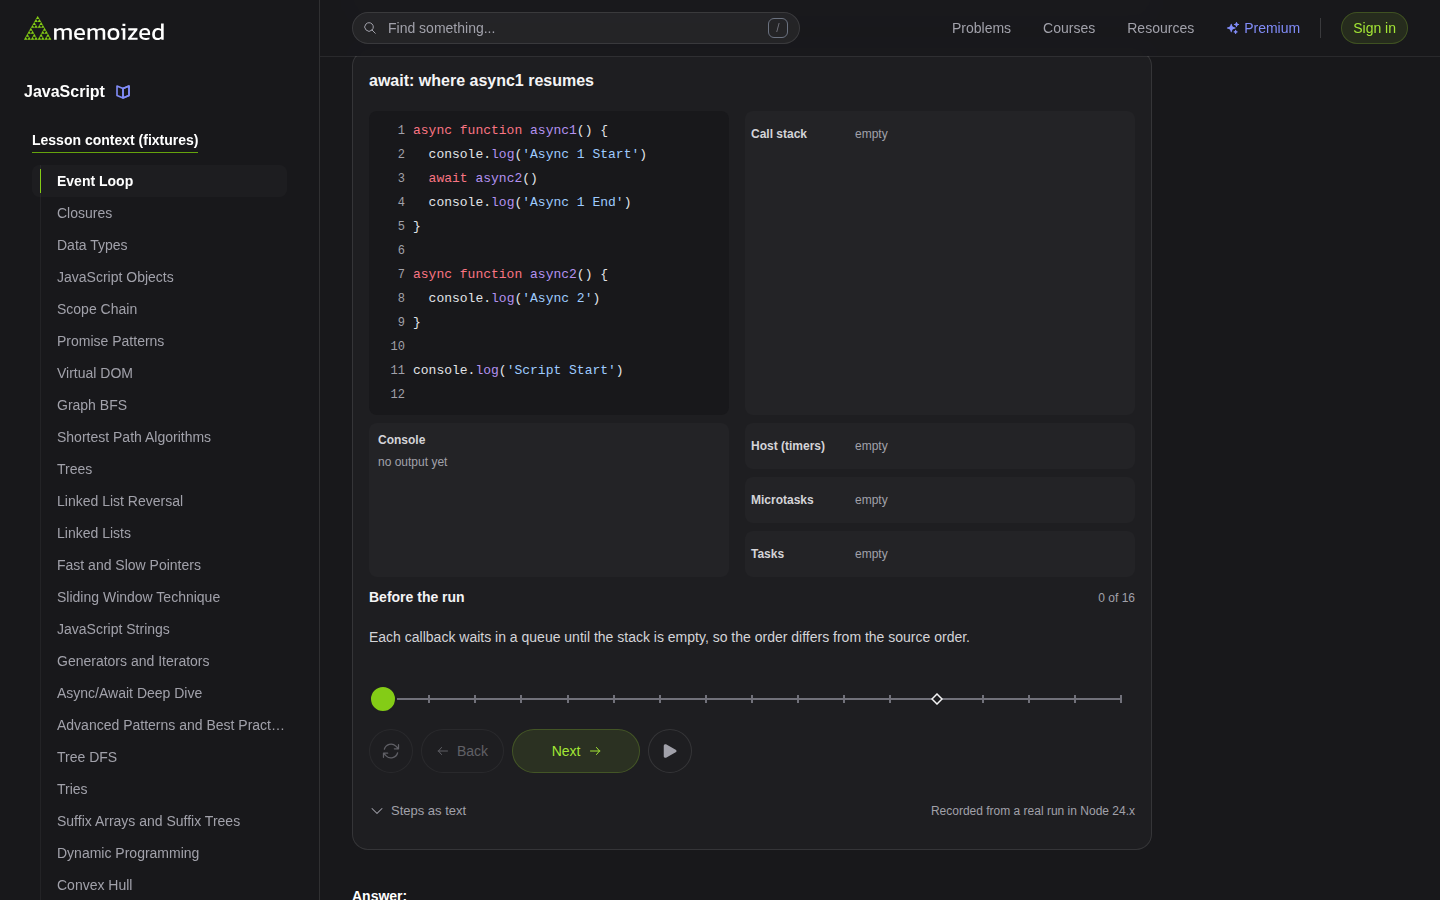 memoized
Find something...
/
Problems
Courses
Resources
Premium
Sign in
JavaScript
Lesson context (fixtures)
Event Loop
Closures
Data Types
JavaScript Objects
Scope Chain
Promise Patterns
Virtual DOM
Graph BFS
Shortest Path Algorithms
Trees
Linked List Reversal
Linked Lists
Fast and Slow Pointers
Sliding Window Technique
JavaScript Strings
Generators and Iterators
Async/Await Deep Dive
Advanced Patterns and Best Pract...
Tree DFS
Tries
Suffix Arrays and Suffix Trees
Dynamic Programming
Convex Hull
await: where async1 resumes
1 async function async1() {
2   console.log('Async 1 Start')
3   await async2()
4   console.log('Async 1 End')
5 }
6
7 async function async2() {
8   console.log('Async 2')
9 }
10
11 console.log('Script Start')
12
Call stack empty
Console
no output yet
Host (timers) empty
Microtasks empty
Tasks empty
Before the run
0 of 16
Each callback waits in a queue until the stack is empty, so the order differs from the source order.
Back
Next
Steps as text
Recorded from a real run in Node 24.x
Answer: